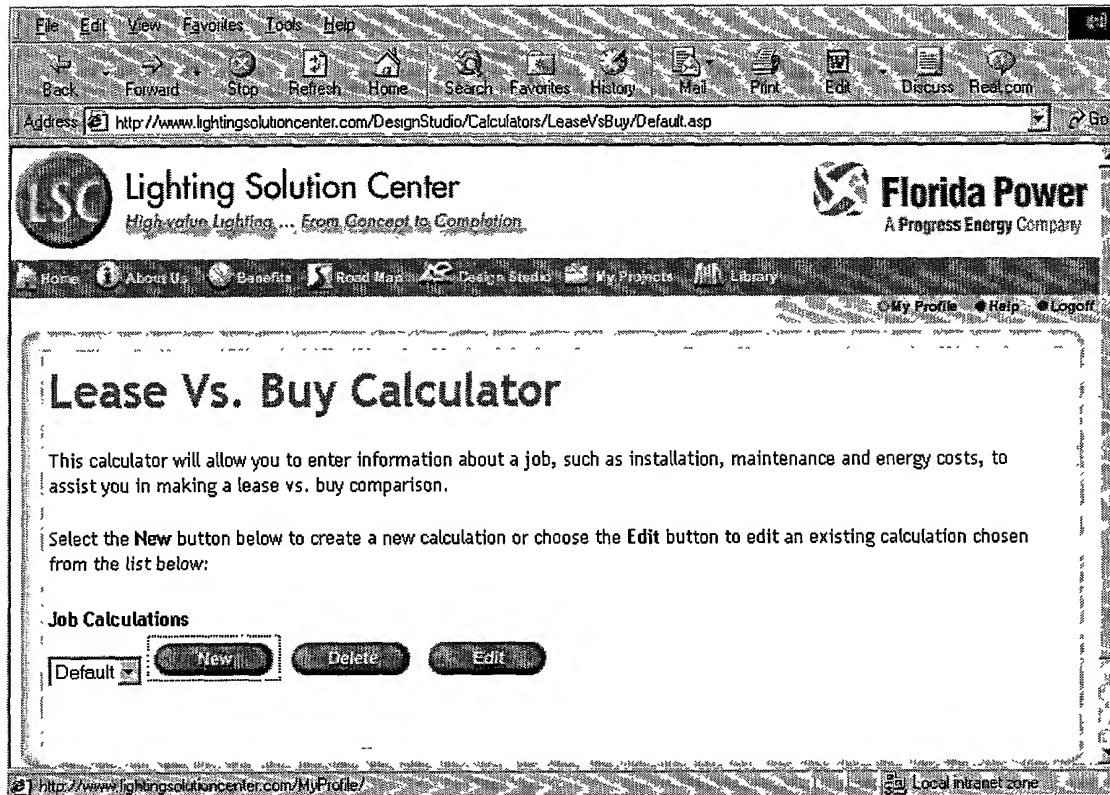 File Edit View Favorites Tools Help
Back Forward Stop Refresh Home Search Favorites History Mail Print Edit Discuss Real.com
Address http://www.lightingsolutioncenter.com/DesignStudio/Calculators/LeaseVsBuy/Default.asp Go
LSC
Lighting Solution Center
High-value Lighting ... From Concept to Completion
Florida Power
A Progress Energy Company
Home About Us Benefits Road Map Design Studio My Projects Library
My Profile Help Logoff
Lease Vs. Buy Calculator
This calculator will allow you to enter information about a job, such as installation, maintenance and energy costs, to
assist you in making a lease vs. buy comparison.
Select the New button below to create a new calculation or choose the Edit button to edit an existing calculation chosen
from the list below:
Job Calculations
Default New Delete Edit
http://www.lightingsolutioncenter.com/MyProfile/ Local intranet zone